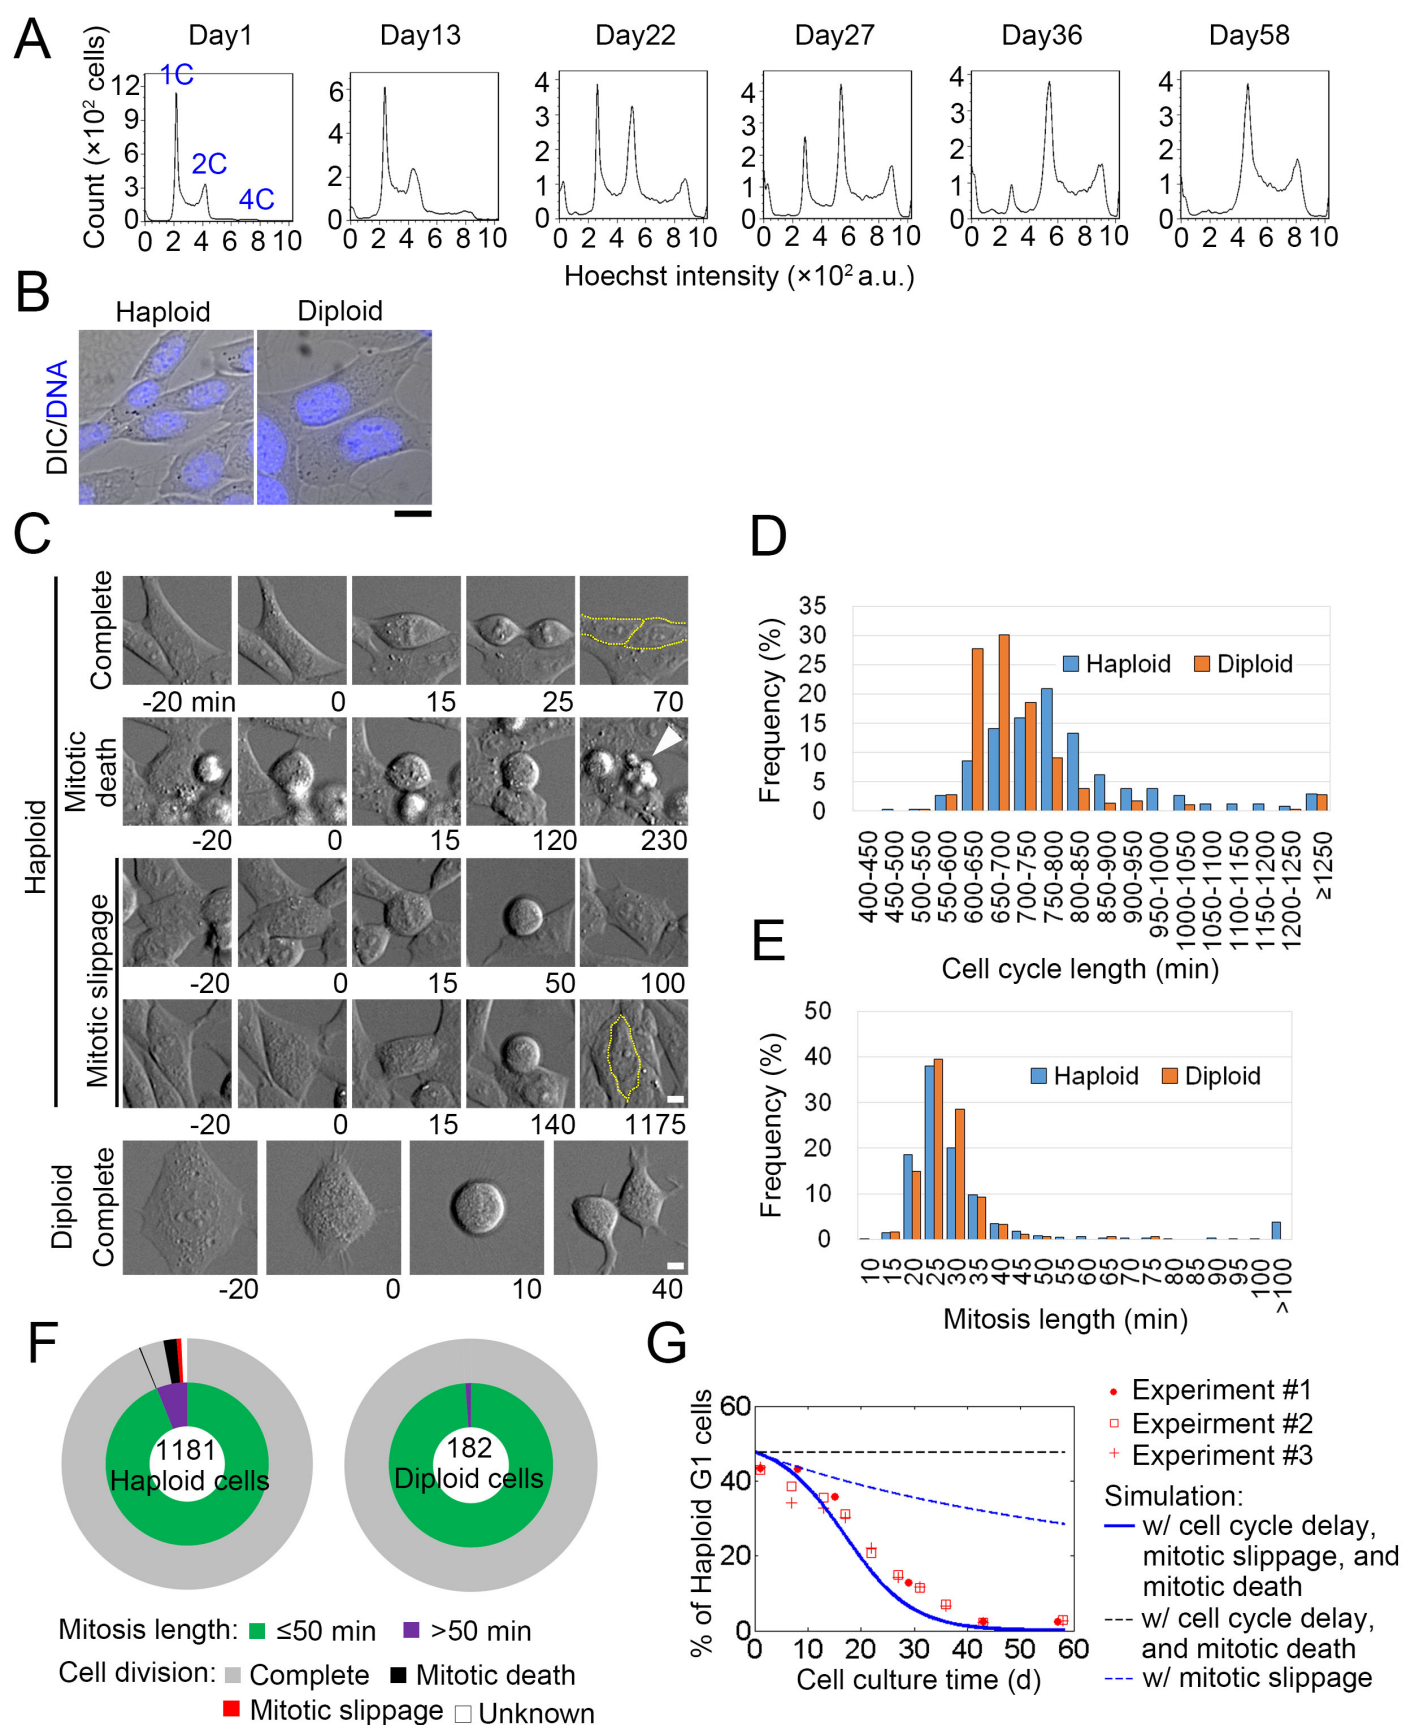 A
Day1
Day13
Day22
Day27
Day36
Day58
Count (×10² cells)
12
9
6
3
0
1C
2C
4C
0 2 4 6 8 10
6
4
2
0
0 2 4 6 8 10
4
3
2
1
0
0 2 4 6 8 10
4
3
2
1
0
0 2 4 6 8 10
4
3
2
1
0
0 2 4 6 8 10
4
3
2
1
0
0 2 4 6 8 10
Hoechst intensity (×10² a.u.)
B
Haploid
Diploid
DIC/DNA
C
Haploid
Complete
-20 min 0 15 25 70
Mitotic
death
-20 0 15 120 230
Mitotic slippage
-20 0 15 50 100
-20 0 15 140 1175
Diploid
Complete
-20 0 10 40
D
Frequency (%)
35
30
25
20
15
10
5
0
Haploid
Diploid
400-450
450-500
500-550
550-600
600-650
650-700
700-750
750-800
800-850
850-900
900-950
950-1000
1000-1050
1050-1100
1100-1150
1150-1200
1200-1250
≥1250
Cell cycle length (min)
E
Frequency (%)
50
40
30
20
10
0
Haploid
Diploid
10
15
20
25
30
35
40
45
50
55
60
65
70
75
80
85
90
95
100
>100
Mitosis length (min)
F
1181
Haploid cells
182
Diploid cells
Mitosis length: ≤50 min >50 min
Cell division: Complete Mitotic death
Mitotic slippage Unknown
G
% of Haploid G1 cells
60
40
20
0
0 10 20 30 40 50 60
Cell culture time (d)
Experiment #1
Expeirment #2
Experiment #3
Simulation:
w/ cell cycle delay,
mitotic slippage, and
mitotic death
w/ cell cycle delay,
and mitotic death
w/ mitotic slippage